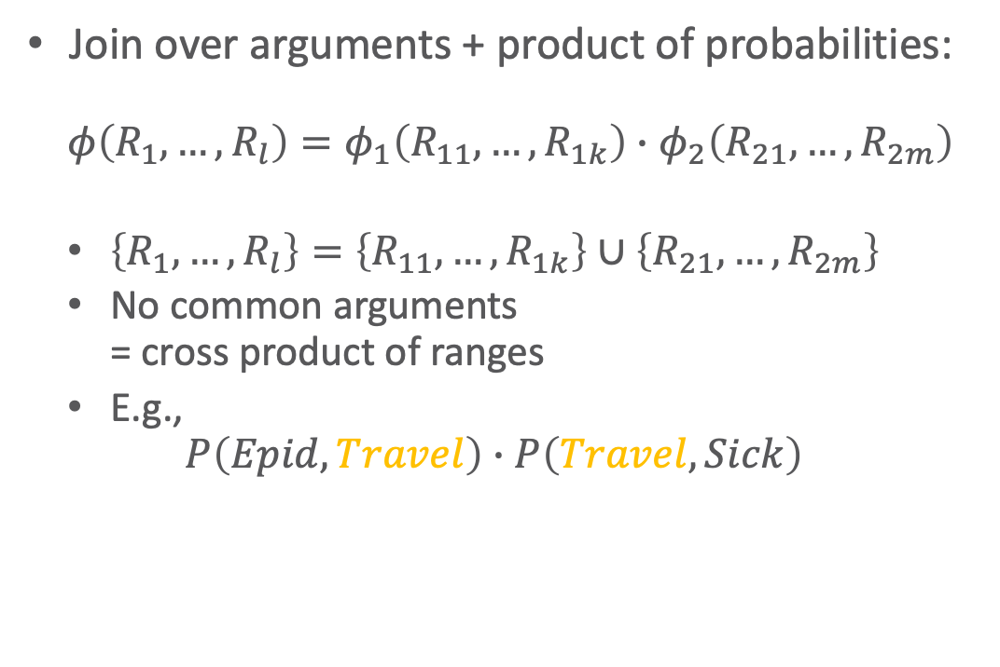 • Join over arguments + product of probabilities:
𝜙(𝑅₁, … , 𝑅ₗ) = 𝜙₁(𝑅₁₁, … , 𝑅₁ₖ) ⋅ 𝜙₂(𝑅₂₁, … , 𝑅₂ₘ)
• {𝑅₁, … , 𝑅ₗ} = {𝑅₁₁, … , 𝑅₁ₖ} ∪ {𝑅₂₁, … , 𝑅₂ₘ}
• No common arguments
= cross product of ranges
• E.g.,
𝑃(𝐸𝑝𝑖𝑑, 𝑇𝑟𝑎𝑣𝑒𝑙) ⋅ 𝑃(𝑇𝑟𝑎𝑣𝑒𝑙, 𝑆𝑖𝑐𝑘)